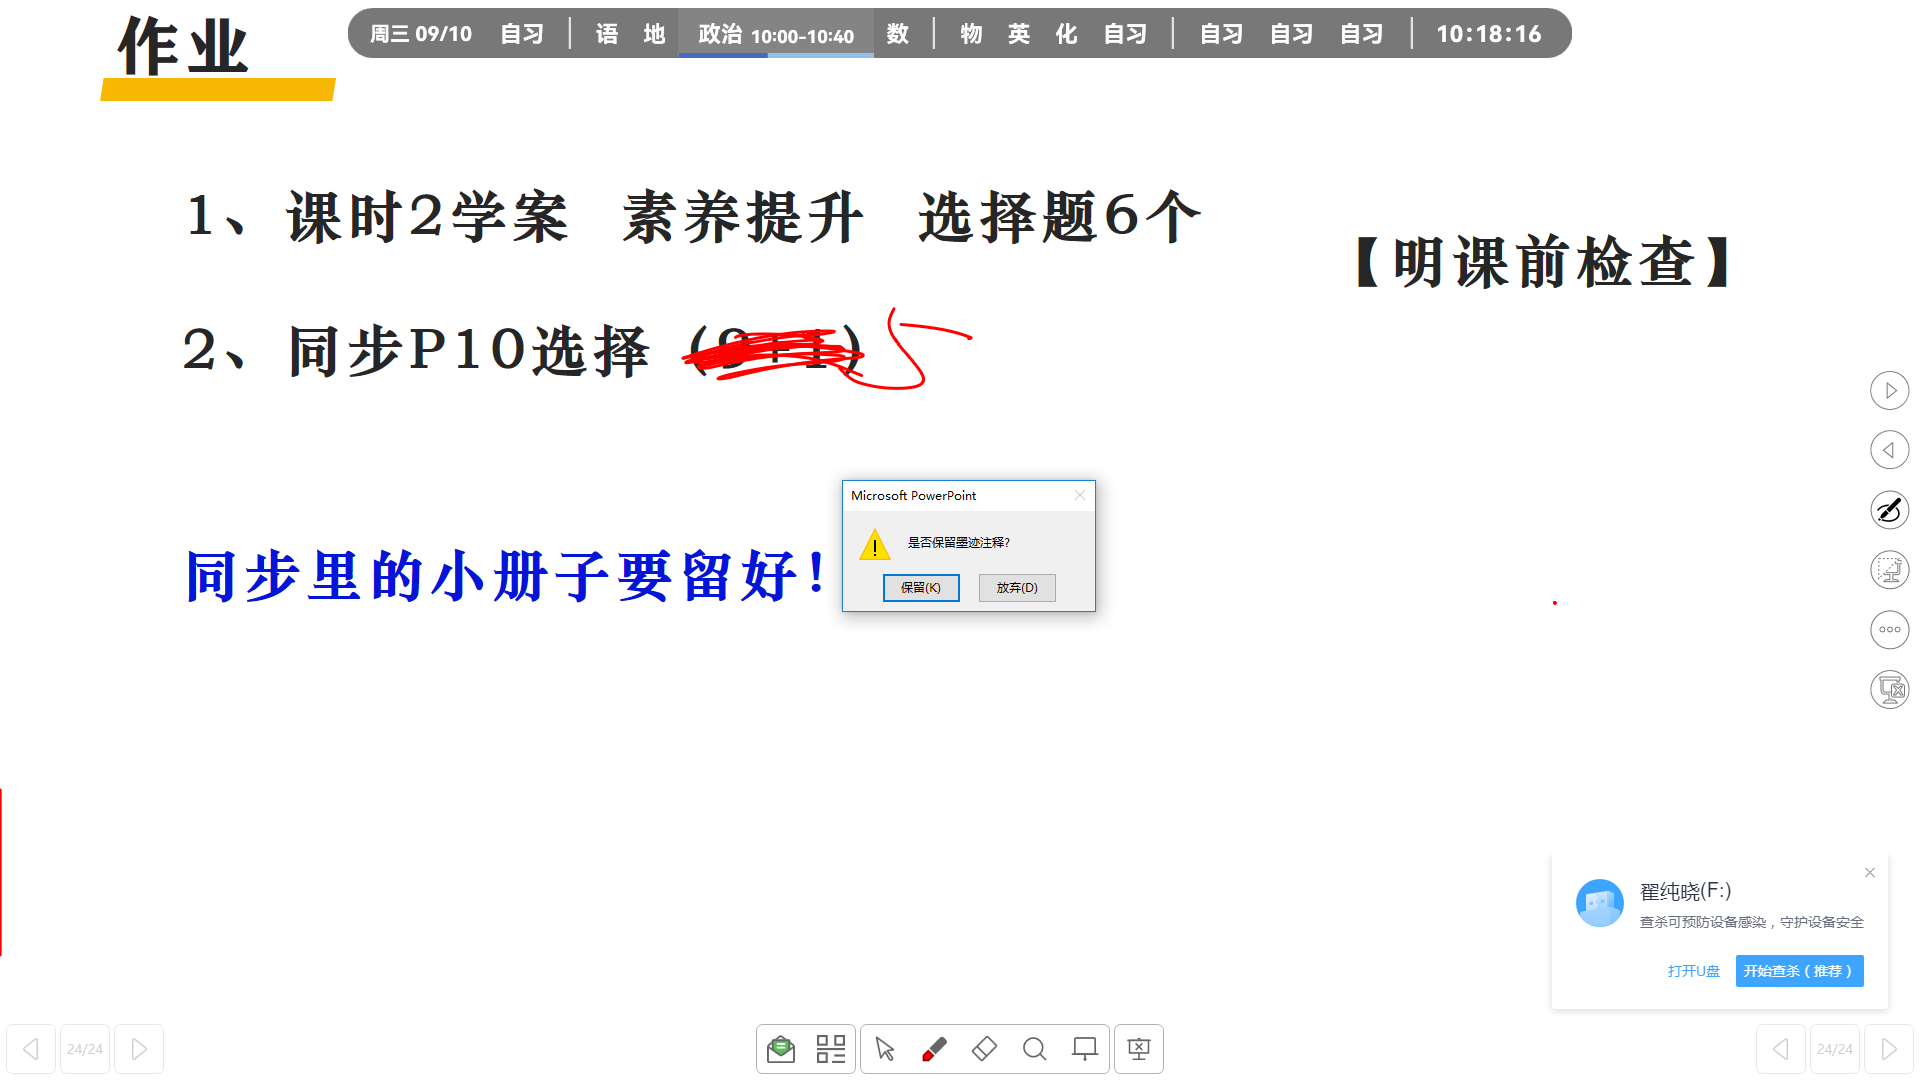 作业
周三 09/10 自习 | 语 地 政治 10:00-10:40 数 | 物 英 化 自习 | 自习 自习 自习 | 10:18:16
1、课时2学案 素养提升 选择题6个
【明课前检查】
2、同步P10选择（9+1）5
同步里的小册子要留好！
Microsoft PowerPoint
是否保留墨迹注释?
保留(K) 放弃(D)
翟纯晓(F:)
查杀可预防设备感染，守护设备安全
打开U盘 开始查杀（推荐）
24/24
24/24